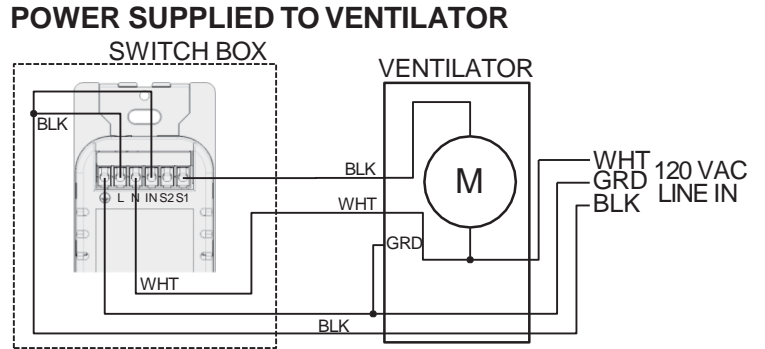 POWER SUPPLIED TO VENTILATOR
SWITCH BOX
VENTILATOR
BLK
L N IN S2 S1
BLK
M
WHT
GRD
BLK
120 VAC
LINE IN
WHT
GRD
WHT
BLK